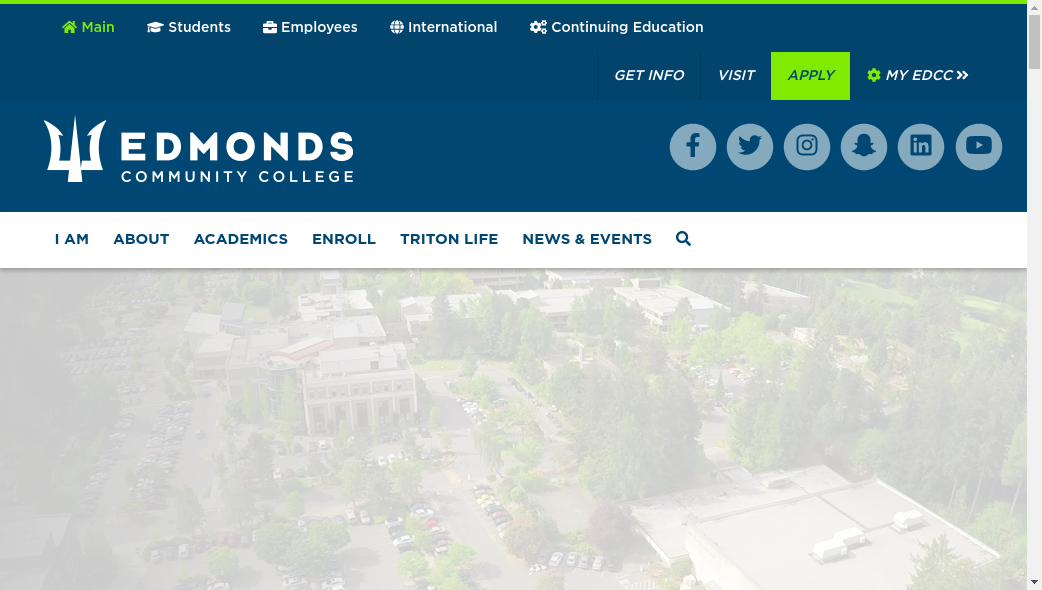 Main Students Employees International Continuing Education
GET INFO VISIT APPLY MY EDCC
EDMONDS
COMMUNITY COLLEGE
I AM ABOUT ACADEMICS ENROLL TRITON LIFE NEWS & EVENTS